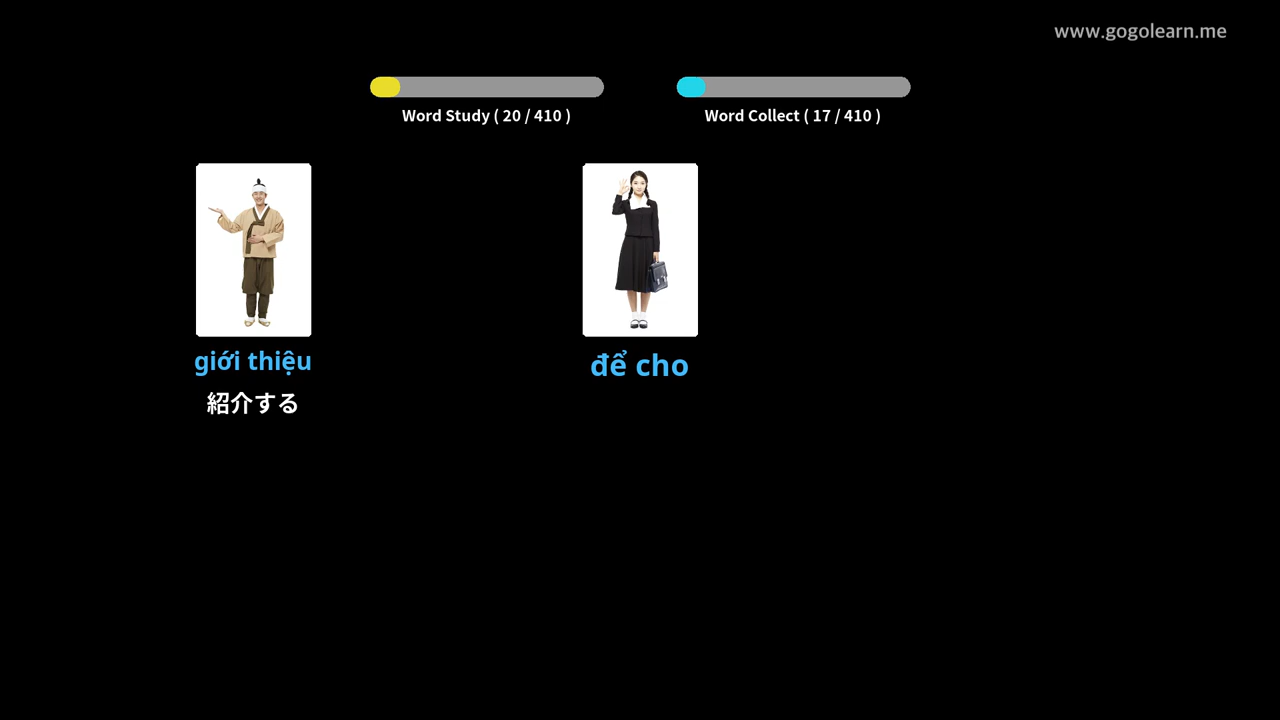 www.gogolearn.me
Word Study ( 20 / 410 )
Word Collect ( 17 / 410 )
giới thiệu
紹介する
để cho